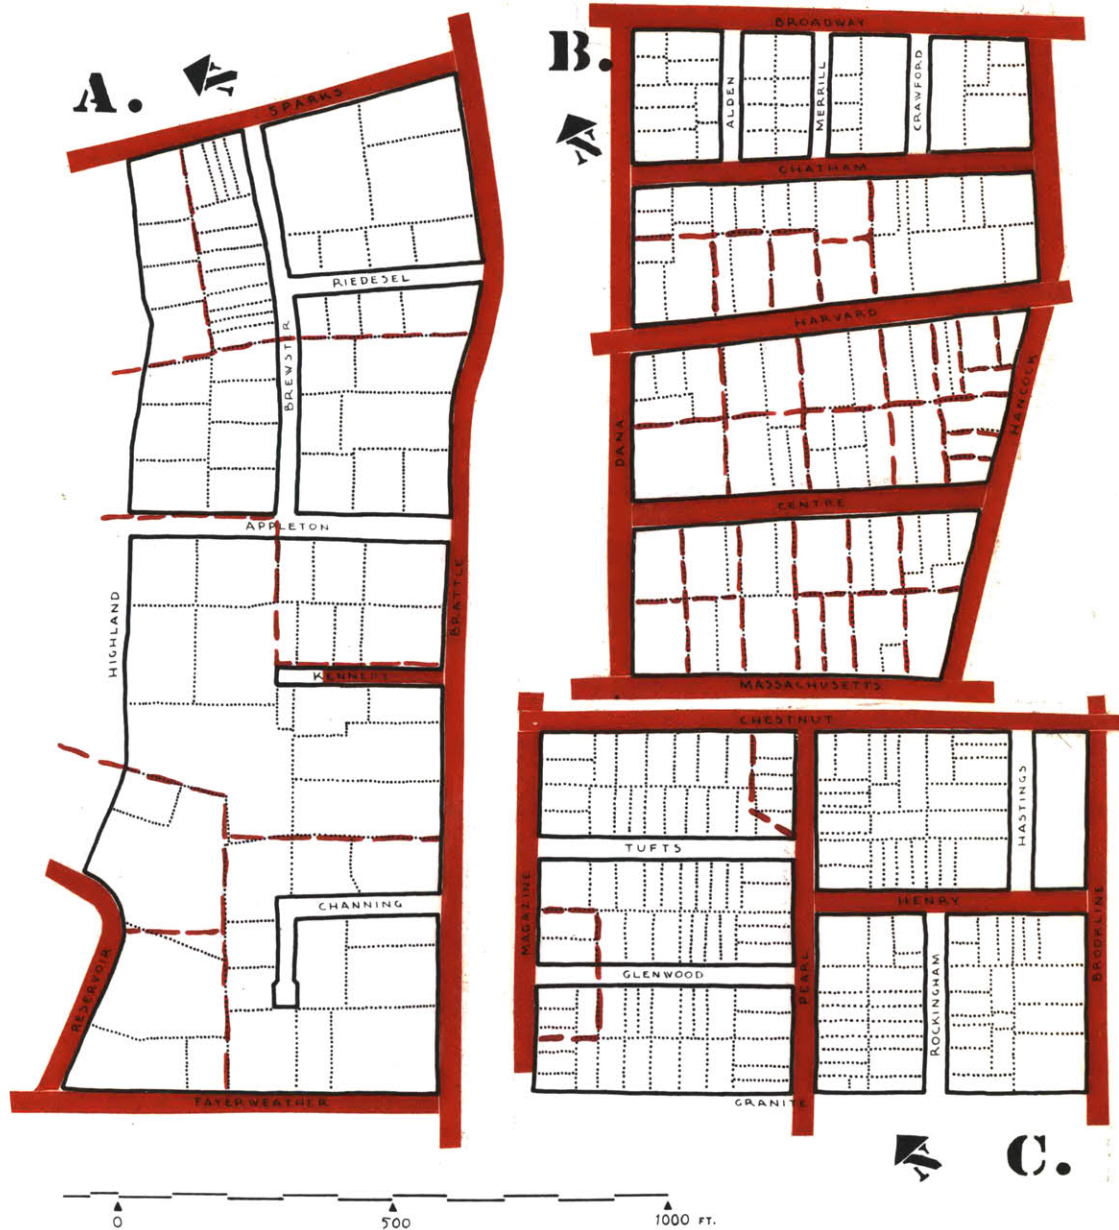 A.
N
SPARKS
RIEDESEL
BREWSTER
APPLETON
HIGHLAND
BRATTLE
KENNEDY
CHANNING
RESERVOIR
FAYERWEATHER
B.
N
BROADWAY
ALDEN
MERRILL
CRAWFORD
CHATHAM
HARVARD
DANA
HANCOCK
CENTRE
MASSACHUSETTS
CHESTNUT
TUFTS
HASTINGS
MAGAZINE
HENRY
GLENWOOD
PEARL
BROOKLINE
ROCKINGHAM
GRANITE
N
C.
0 500 1000 FT.